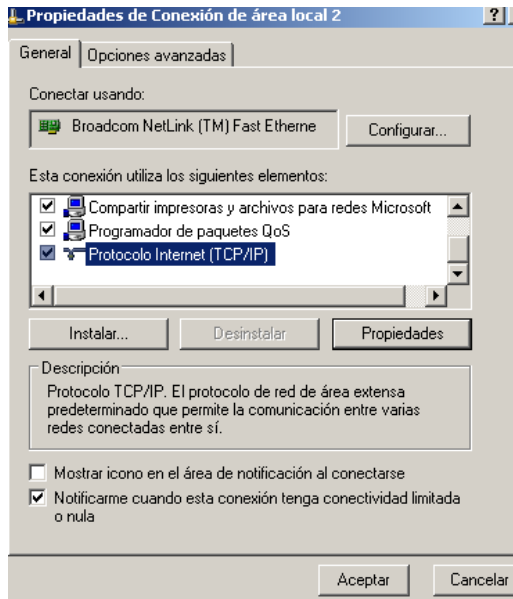 Propiedades de Conexión de área local 2
General
Opciones avanzadas
Conectar usando:
Broadcom NetLink (TM) Fast Etherne
Configurar...
Esta conexión utiliza los siguientes elementos:
Compartir impresoras y archivos para redes Microsoft
Programador de paquetes QoS
Protocolo Internet (TCP/IP)
Instalar...
Desinstalar
Propiedades
Descripción
Protocolo TCP/IP. El protocolo de red de área extensa
predeterminado que permite la comunicación entre varias
redes conectadas entre sí.
Mostrar icono en el área de notificación al conectarse
Notificarme cuando esta conexión tenga conectividad limitada
o nula
Aceptar
Cancelar